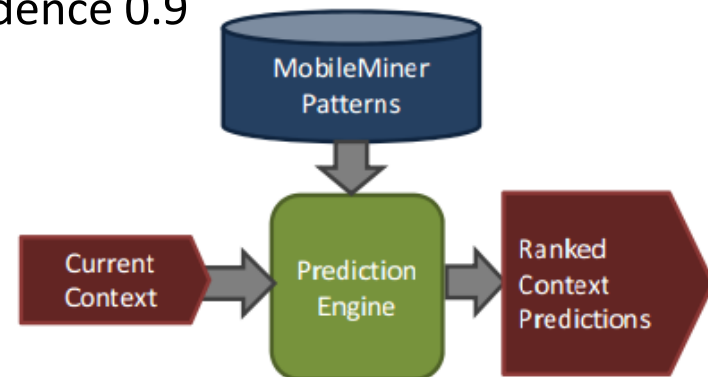 dence 0.9
MobileMiner
Patterns
Current
Context
Prediction
Engine
Ranked
Context
Predictions